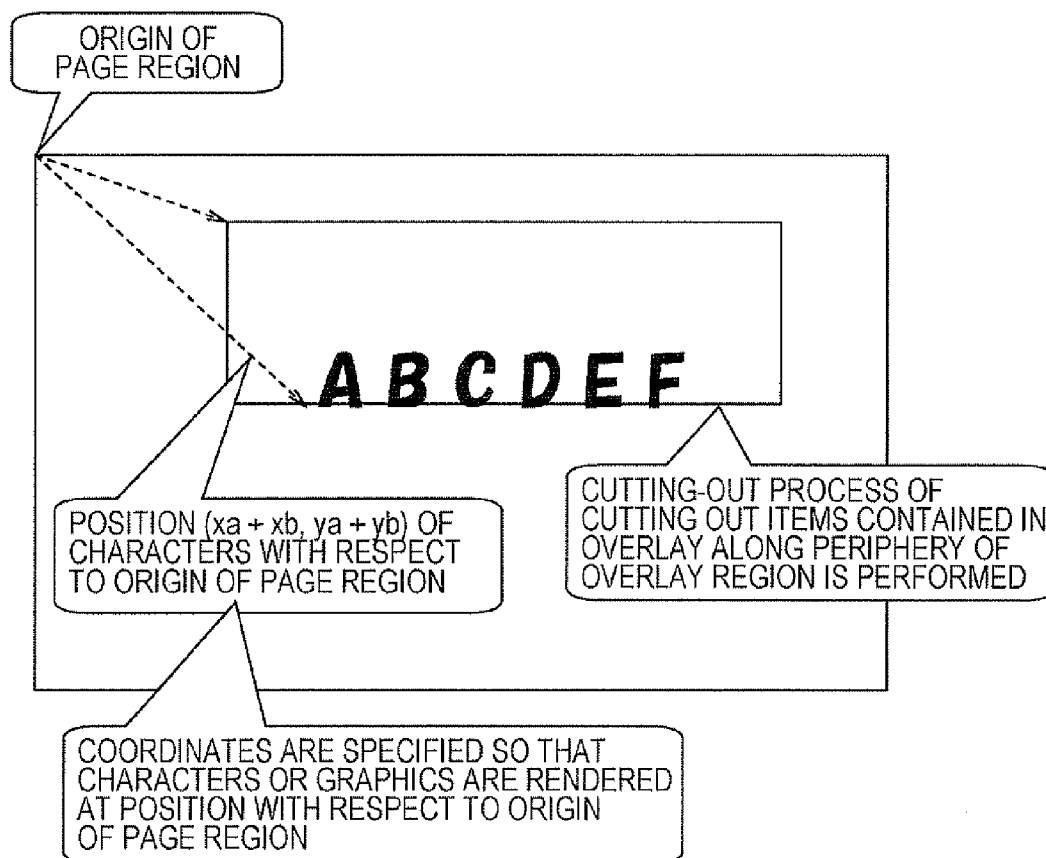 ORIGIN OF
PAGE REGION
ABCDEF
POSITION (xa + xb, ya + yb) OF
CHARACTERS WITH RESPECT
TO ORIGIN OF PAGE REGION
CUTTING-OUT PROCESS OF
CUTTING OUT ITEMS CONTAINED IN
OVERLAY ALONG PERIPHERY OF
OVERLAY REGION IS PERFORMED
COORDINATES ARE SPECIFIED SO THAT
CHARACTERS OR GRAPHICS ARE RENDERED
AT POSITION WITH RESPECT TO ORIGIN
OF PAGE REGION